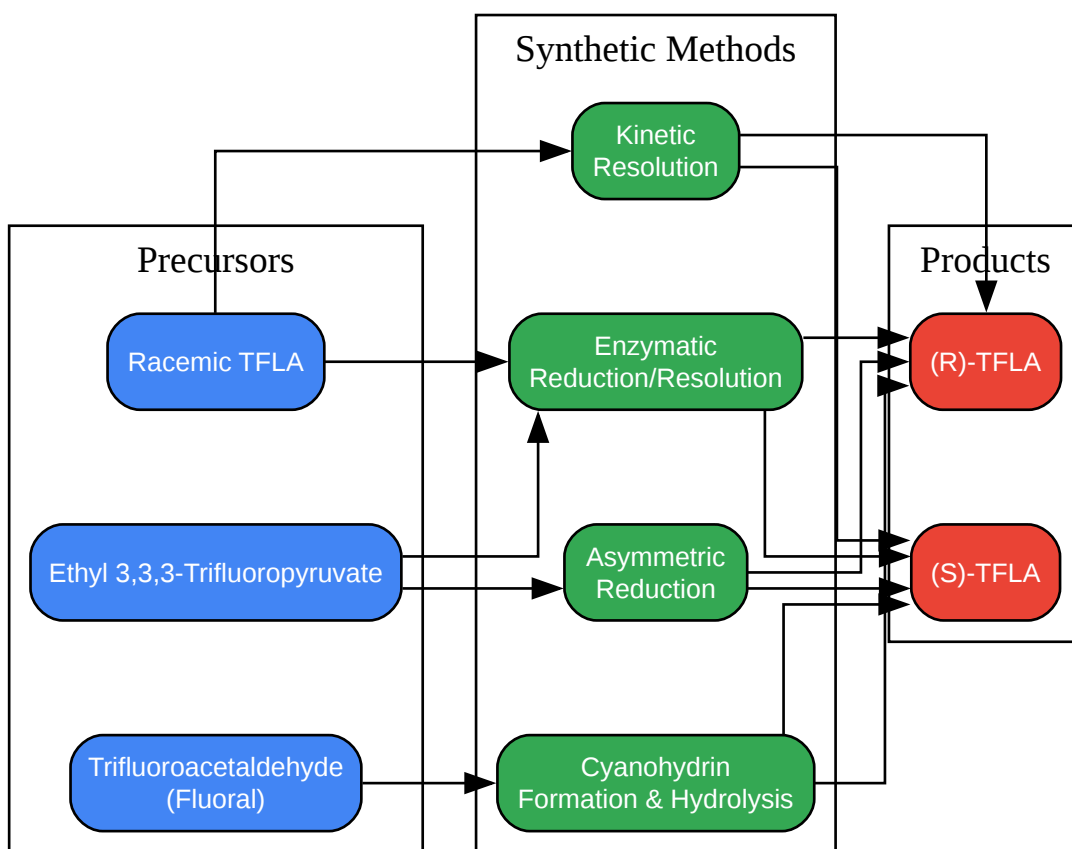 Synthetic Methods
Kinetic
Resolution
Precursors
Products
Racemic TFLA
Enzymatic
Reduction/Resolution
(R)-TFLA
Ethyl 3,3,3-Trifluoropyruvate
Asymmetric
Reduction
(S)-TFLA
Trifluoroacetaldehyde
(Fluoral)
Cyanohydrin
Formation & Hydrolysis